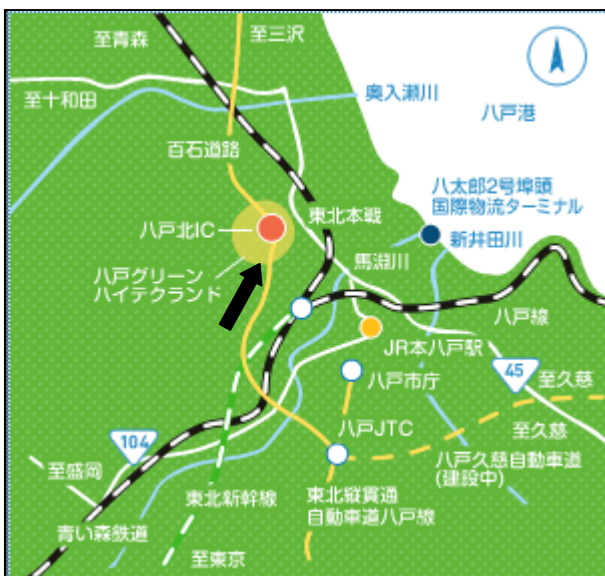 至青森
至三沢
至十和田
奥入瀬川
八戸港
百石道路
八太郎2号埠頭
国際物流ターミナル
八戸北IC
東北本戦
新井田川
馬淵川
八戸グリーン
ハイテクランド
八戸線
JR本八戸駅
45
八戸市庁
至久慈
八戸JTC
至久慈
104
八戸久慈自動車道
(建設中)
至盛岡
東北新幹線
東北縦貫通
自動車道八戸線
青い森鉄道
至東京